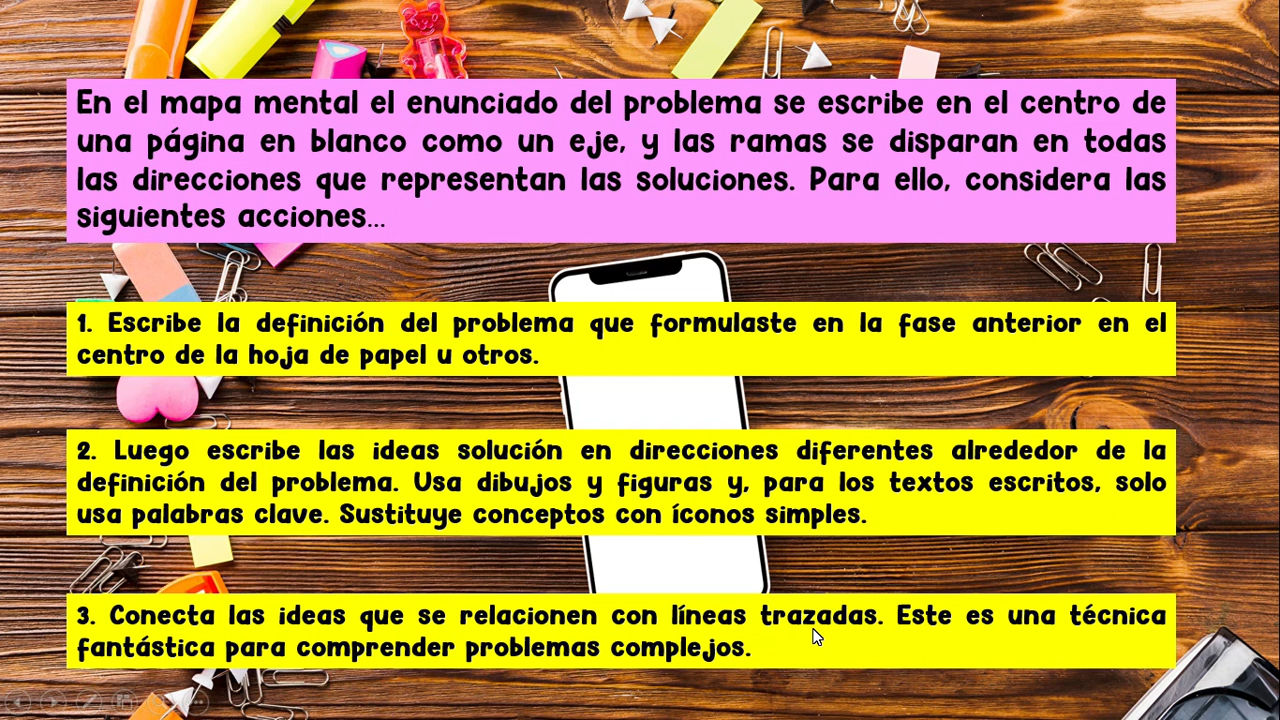 En el mapa mental el enunciado del problema se escribe en el centro de
una página en blanco como un eje, y las ramas se disparan en todas
las direcciones que representan las soluciones. Para ello, considera las
siguientes acciones...
1. Escribe la definición del problema que formulaste en la fase anterior en el
centro de la hoja de papel u otros.
2. Luego escribe las ideas solución en direcciones diferentes alrededor de la
definición del problema. Usa dibujos y figuras y, para los textos escritos, solo
usa palabras clave. Sustituye conceptos con íconos simples.
3. Conecta las ideas que se relacionen con líneas trazadas. Este es una técnica
fantástica para comprender problemas complejos.